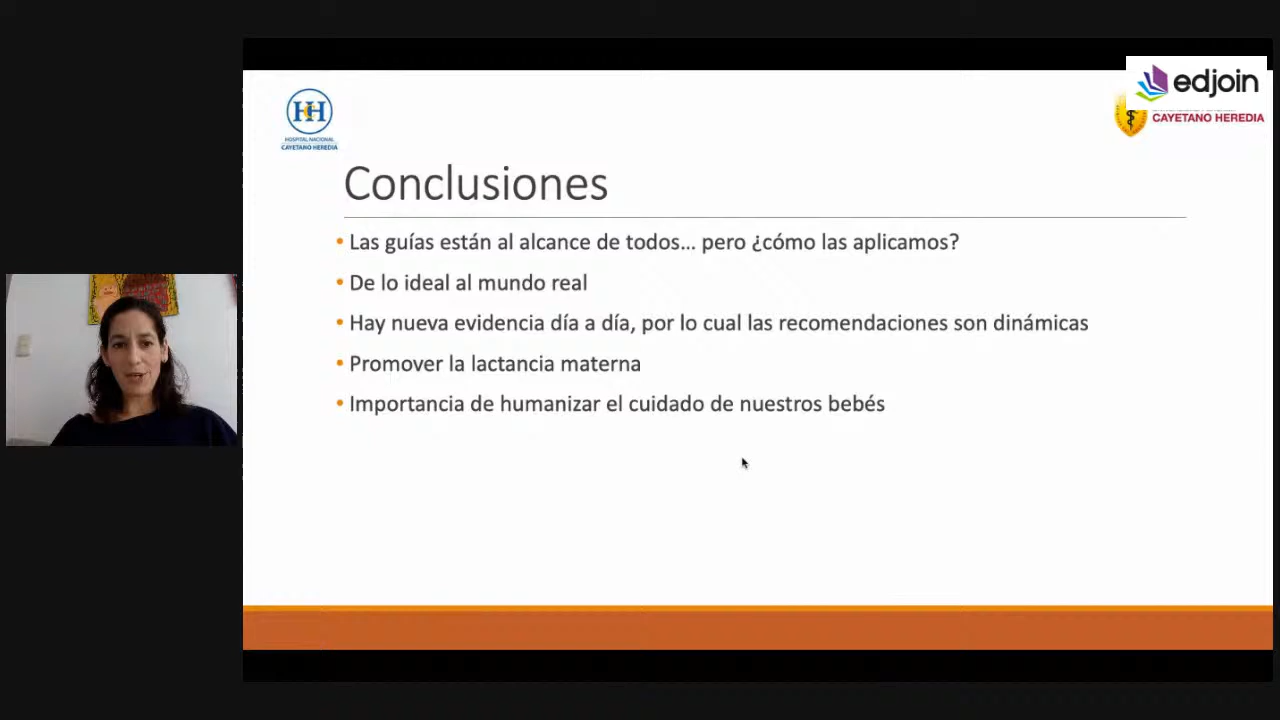 edjoin
HOSPITAL NACIONAL
CAYETANO HEREDIA
CAYETANO HEREDIA
Conclusiones
• Las guías están al alcance de todos... pero ¿cómo las aplicamos?
• De lo ideal al mundo real
• Hay nueva evidencia día a día, por lo cual las recomendaciones son dinámicas
• Promover la lactancia materna
• Importancia de humanizar el cuidado de nuestros bebés